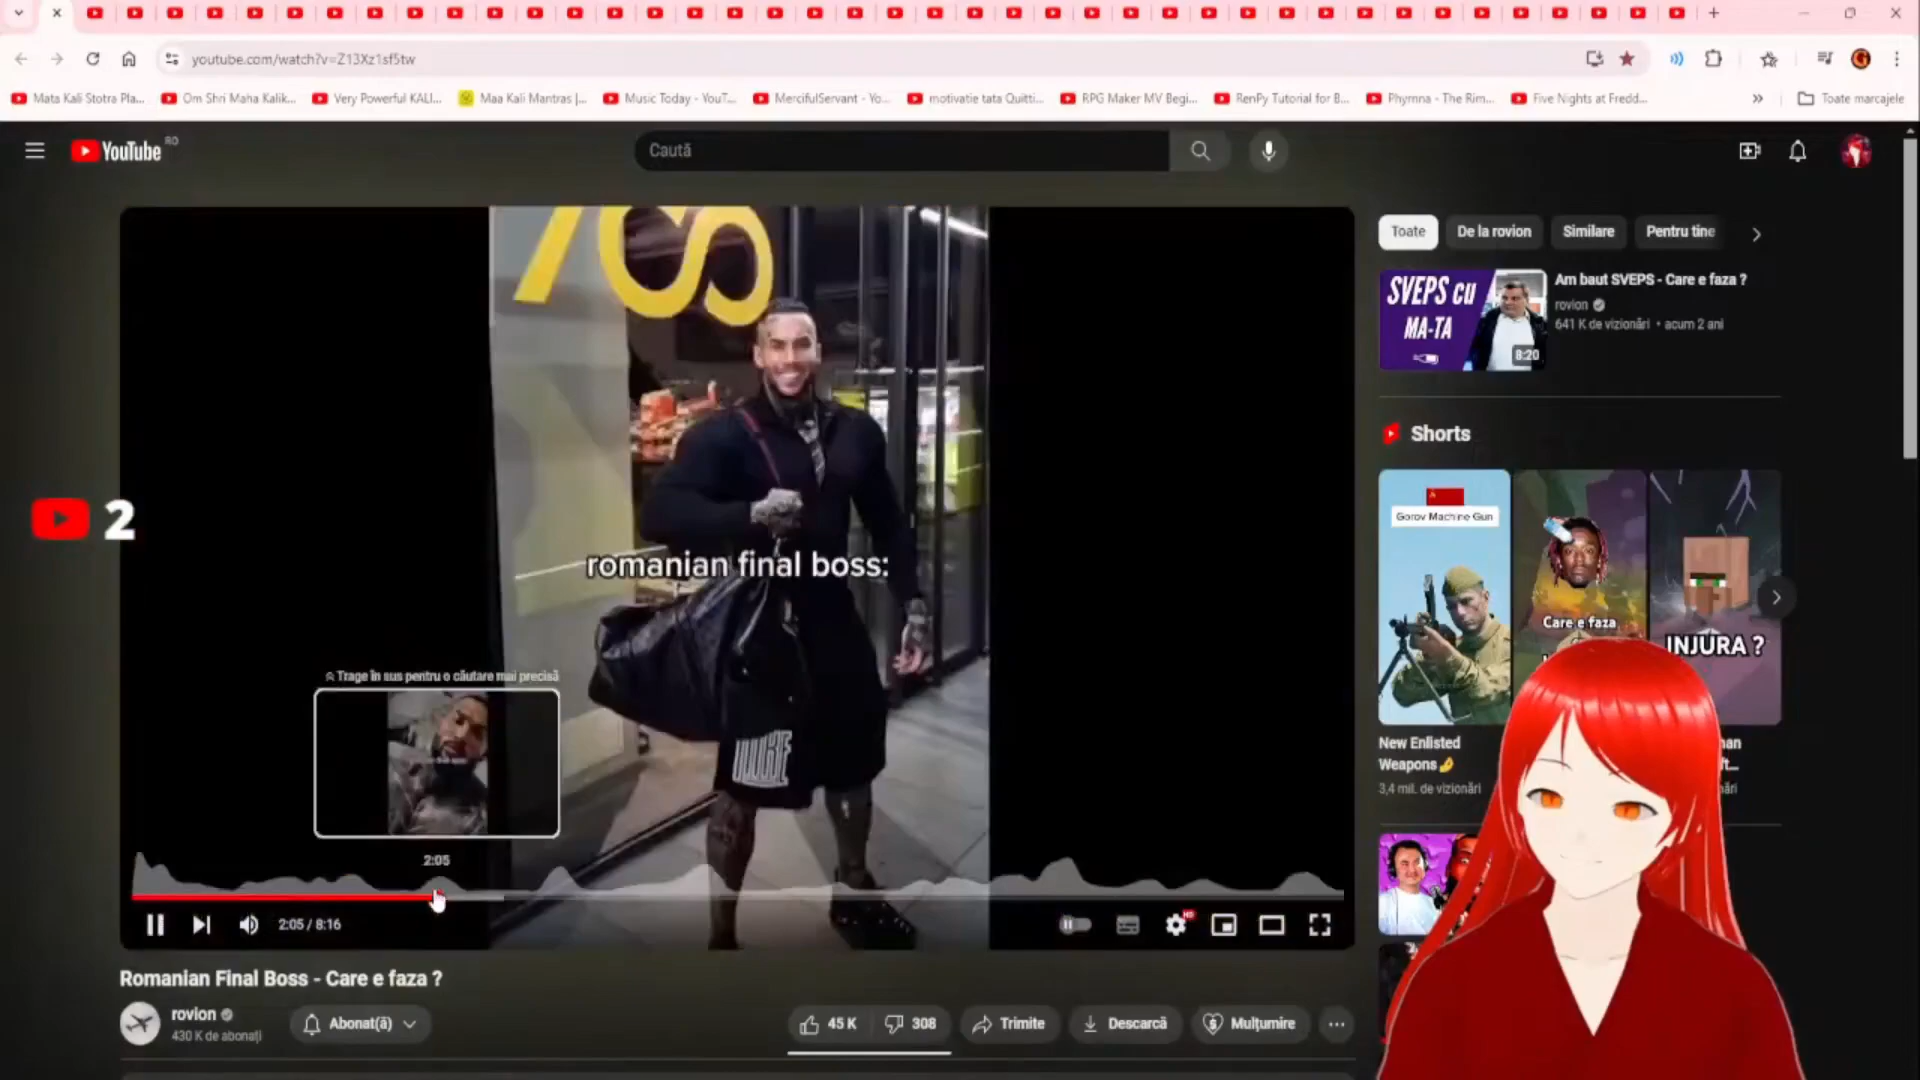 youtube.com/watch?v=Z13Xz1sf5tw
Mata Kali Stotra Pla...
Om Shri Maha Kalik...
Very Powerful KALI...
Maa Kali Mantras |...
Music Today - YouT...
MercifulServant - Yo...
motivatie tata Quitti...
RPG Maker MV Begi...
RenPy Tutorial for B...
Phymna - The Rim...
Five Nights at Fredd...
Toate marcajele
YouTube RO
Caută
romanian final boss:
2
Trage în sus pentru o căutare mai precisă
2:05
2:05 / 8:16
HD
Romanian Final Boss - Care e faza ?
rovion
430 K de abonați
Abonat(ă)
45 K
308
Trimite
Descarcă
Mulțumire
Toate
De la rovion
Similare
Pentru tine
SVEPS cu
MA-TA
8:20
Am baut SVEPS - Care e faza ?
rovion
641 K de vizionări • acum 2 ani
Shorts
Gorov Machine Gun
Care e faza
INJURA ?
New Enlisted
Weapons
3,4 mil. de vizionări